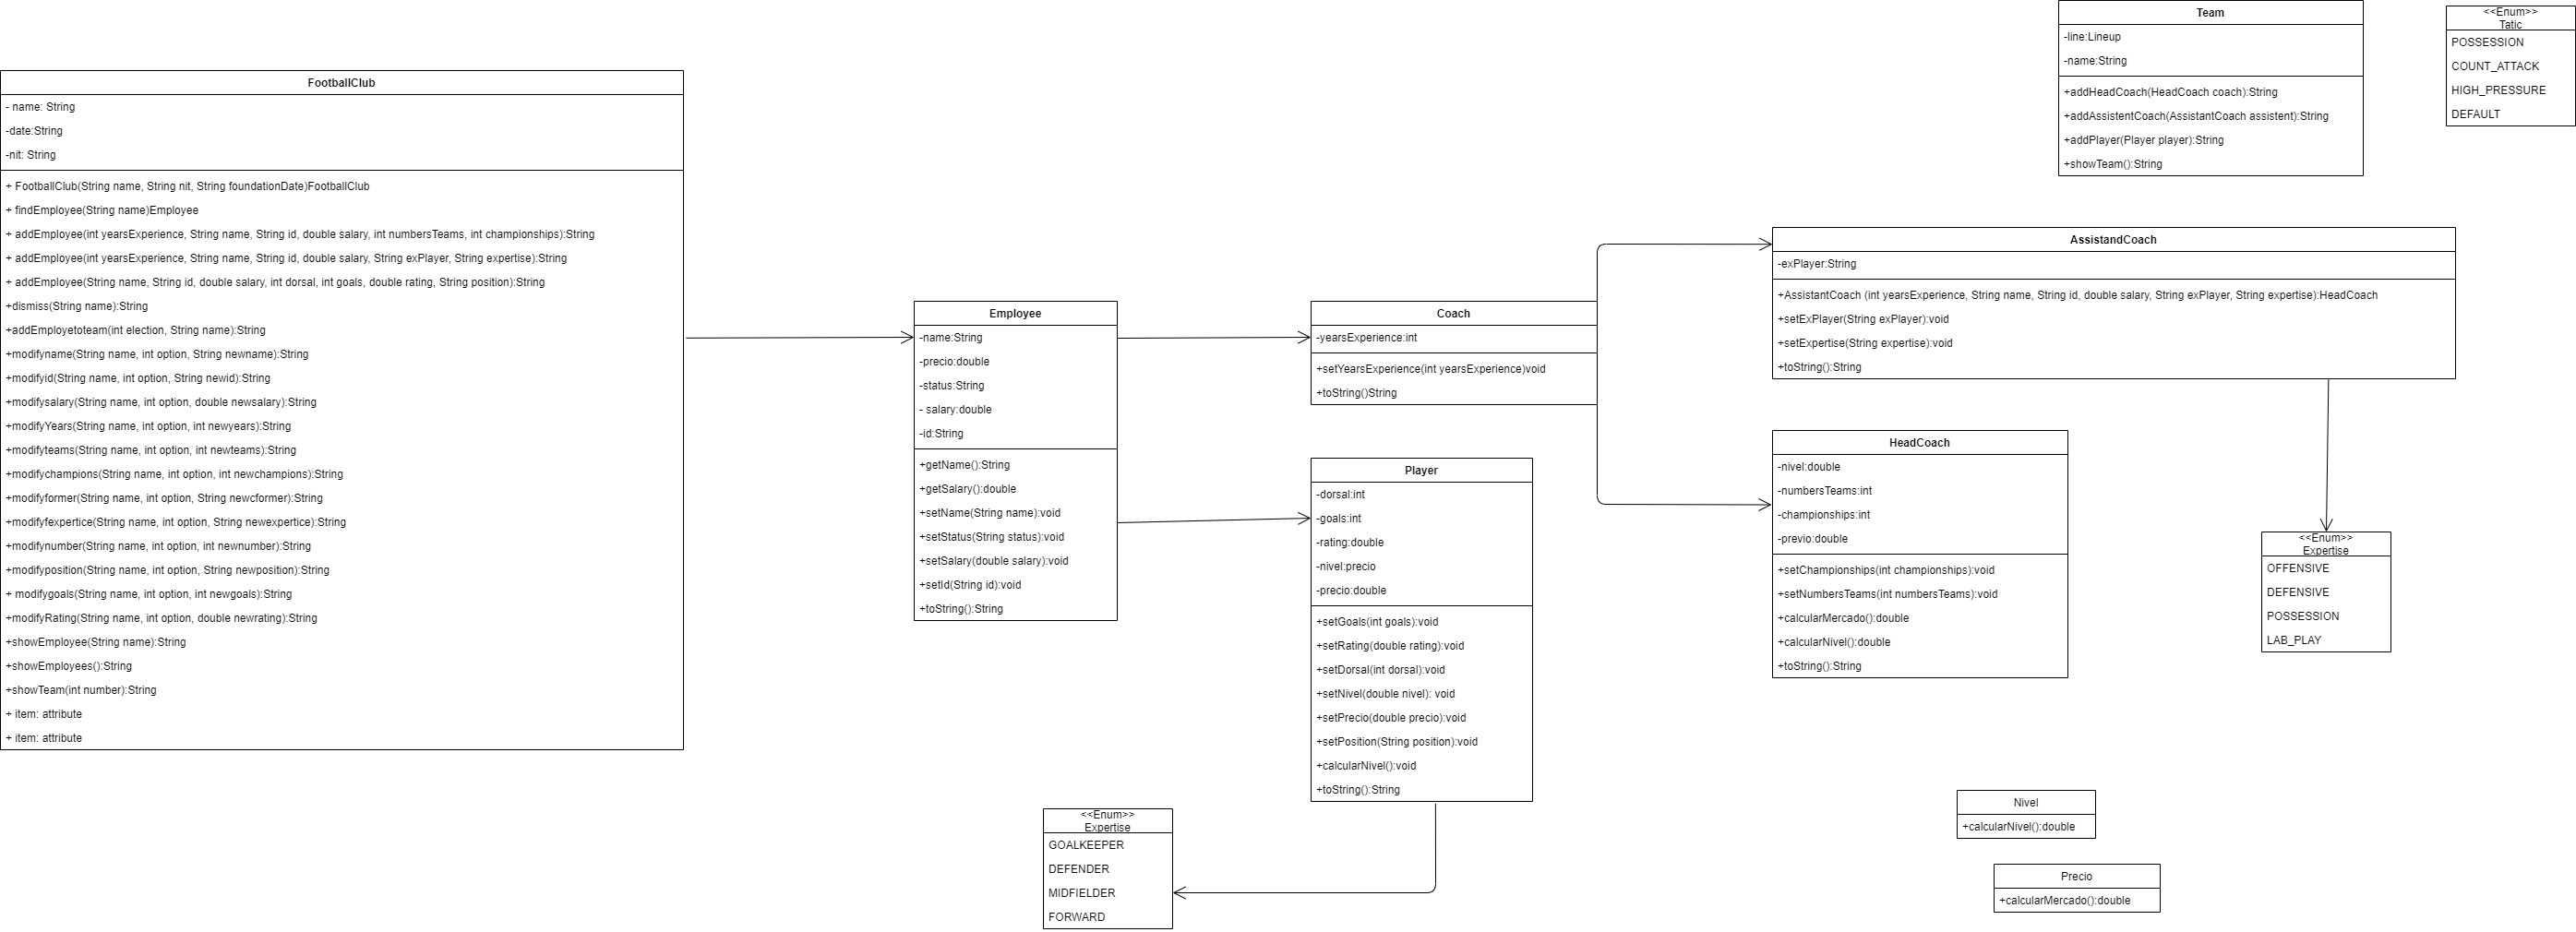 FootballClub
- name: String
-date:String
-nit: String
+ FootballClub(String name, String nit, String foundationDate)FootballClub
+ findEmployee(String name)Employee
+ addEmployee(int yearsExperience, String name, String id, double salary, int numbersTeams, int championships):String
+ addEmployee(int yearsExperience, String name, String id, double salary, String exPlayer, String expertise):String
+ addEmployee(String name, String id, double salary, int dorsal, int goals, double rating, String position):String
+dismiss(String name):String
+addEmployetoteam(int election, String name):String
+modifyname(String name, int option, String newname):String
+modifyid(String name, int option, String newid):String
+modifysalary(String name, int option, double newsalary):String
+modifyYears(String name, int option, int newyears):String
+modifyteams(String name, int option, int newteams):String
+modifychampions(String name, int option, int newchampions):String
+modifyformer(String name, int option, String newcformer):String
+modifyfexpertice(String name, int option, String newexpertice):String
+modifynumber(String name, int option, int newnumber):String
+modifyposition(String name, int option, String newposition):String
+ modifygoals(String name, int option, int newgoals):String
+modifyRating(String name, int option, double newrating):String
+showEmployee(String name):String
+showEmployees():String
+showTeam(int number):String
+ item: attribute
+ item: attribute
Employee
-name:String
-precio:double
-status:String
- salary:double
-id:String
+getName():String
+getSalary():double
+setName(String name):void
+setStatus(String status):void
+setSalary(double salary):void
+setId(String id):void
+toString():String
Coach
-yearsExperience:int
+setYearsExperience(int yearsExperience)void
+toString()String
Player
-dorsal:int
-goals:int
-rating:double
-nivel:precio
-precio:double
+setGoals(int goals):void
+setRating(double rating):void
+setDorsal(int dorsal):void
+setNivel(double nivel): void
+setPrecio(double precio):void
+setPosition(String position):void
+calcularNivel():void
+toString():String
<<Enum>>
Expertise
GOALKEEPER
DEFENDER
MIDFIELDER
FORWARD
Team
-line:Lineup
-name:String
+addHeadCoach(HeadCoach coach):String
+addAssistentCoach(AssistantCoach assistent):String
+addPlayer(Player player):String
+showTeam():String
<<Enum>>
Tatic
POSSESSION
COUNT_ATTACK
HIGH_PRESSURE
DEFAULT
AssistandCoach
-exPlayer:String
+AssistantCoach (int yearsExperience, String name, String id, double salary, String exPlayer, String expertise):HeadCoach
+setExPlayer(String exPlayer):void
+setExpertise(String expertise):void
+toString():String
HeadCoach
-nivel:double
-numbersTeams:int
-championships:int
-previo:double
+setChampionships(int championships):void
+setNumbersTeams(int numbersTeams):void
+calcularMercado():double
+calcularNivel():double
+toString():String
<<Enum>>
Expertise
OFFENSIVE
DEFENSIVE
POSSESSION
LAB_PLAY
Nivel
+calcularNivel():double
Precio
+calcularMercado():double